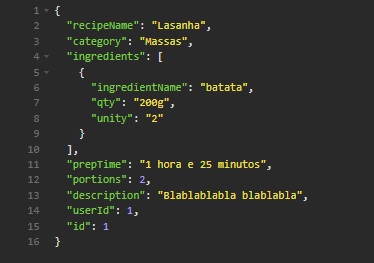 1 {
2 "recipeName": "Lasanha",
3 "category": "Massas",
4 "ingredients": [
5 {
6 "ingredientName": "batata",
7 "qty": "200g",
8 "unity": "2"
9 }
10 ],
11 "prepTime": "1 hora e 25 minutos",
12 "portions": 2,
13 "description": "Blablablabla blablabla",
14 "userId": 1,
15 "id": 1
16 }